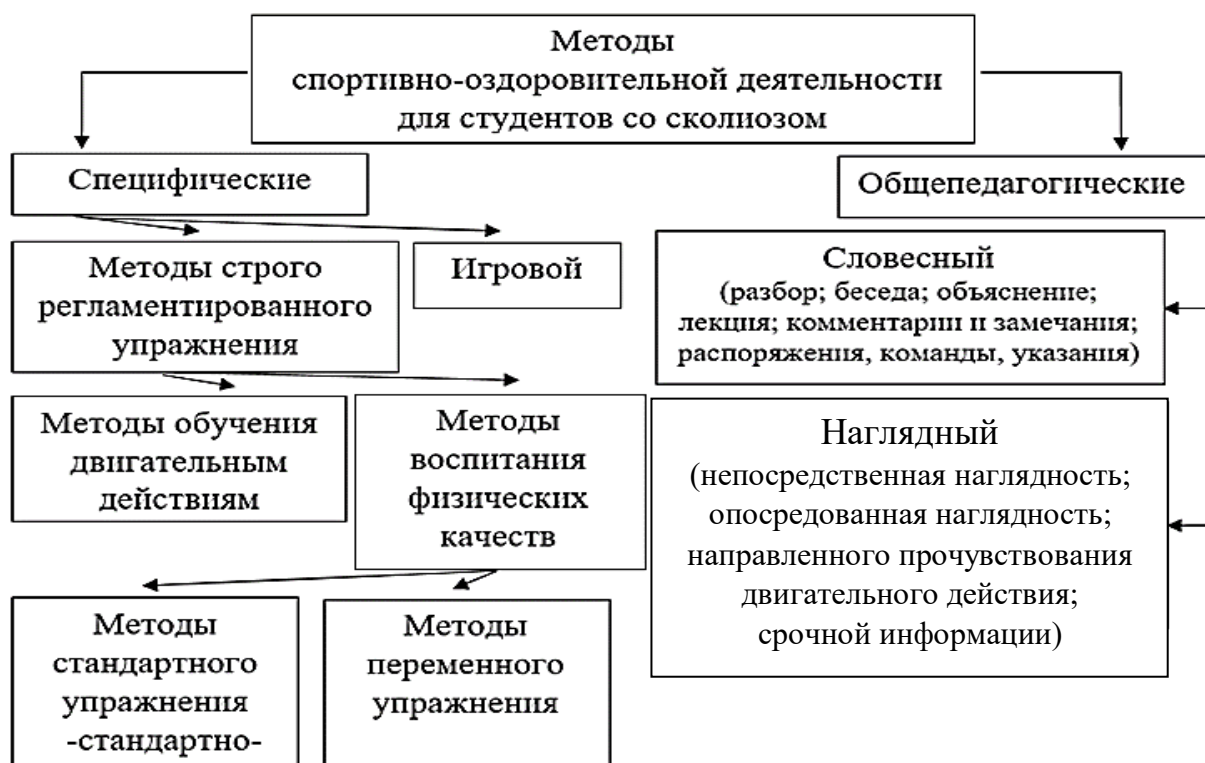 Методы
спортивно-оздоровительной деятельности
для студентов со сколиозом
Специфические
Общепедагогические
Методы строго
регламентированного
упражнения
Игровой
Словесный
(разбор; беседа; объяснение;
лекция; комментарии и замечания;
распоряжения, команды, указания)
Методы обучения
двигательным
действиям
Методы
воспитания
физических
качеств
Наглядный
(непосредственная наглядность;
опосредованная наглядность;
направленного прочувствования
двигательного действия;
срочной информации)
Методы
стандартного
упражнения
-стандартно-
Методы
переменного
упражнения